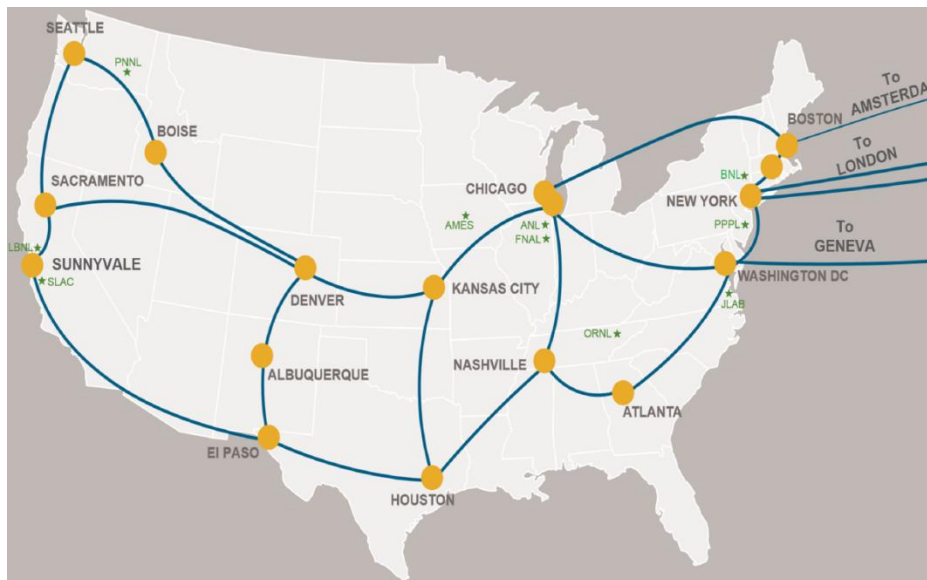 SEATTLE
PNNL
BOISE
To
AMSTERDA
BOSTON
To
LONDON
SACRAMENTO
CHICAGO
BNL
NEW YORK
LBNL
SUNNYVALE
SLAC
AMES
ANL
FNAL
PPPL
To
GENEVA
DENVER
KANSAS CITY
WASHINGTON DC
JLAB
ORNL
NASHVILLE
ALBUQUERQUE
ATLANTA
El PASO
HOUSTON